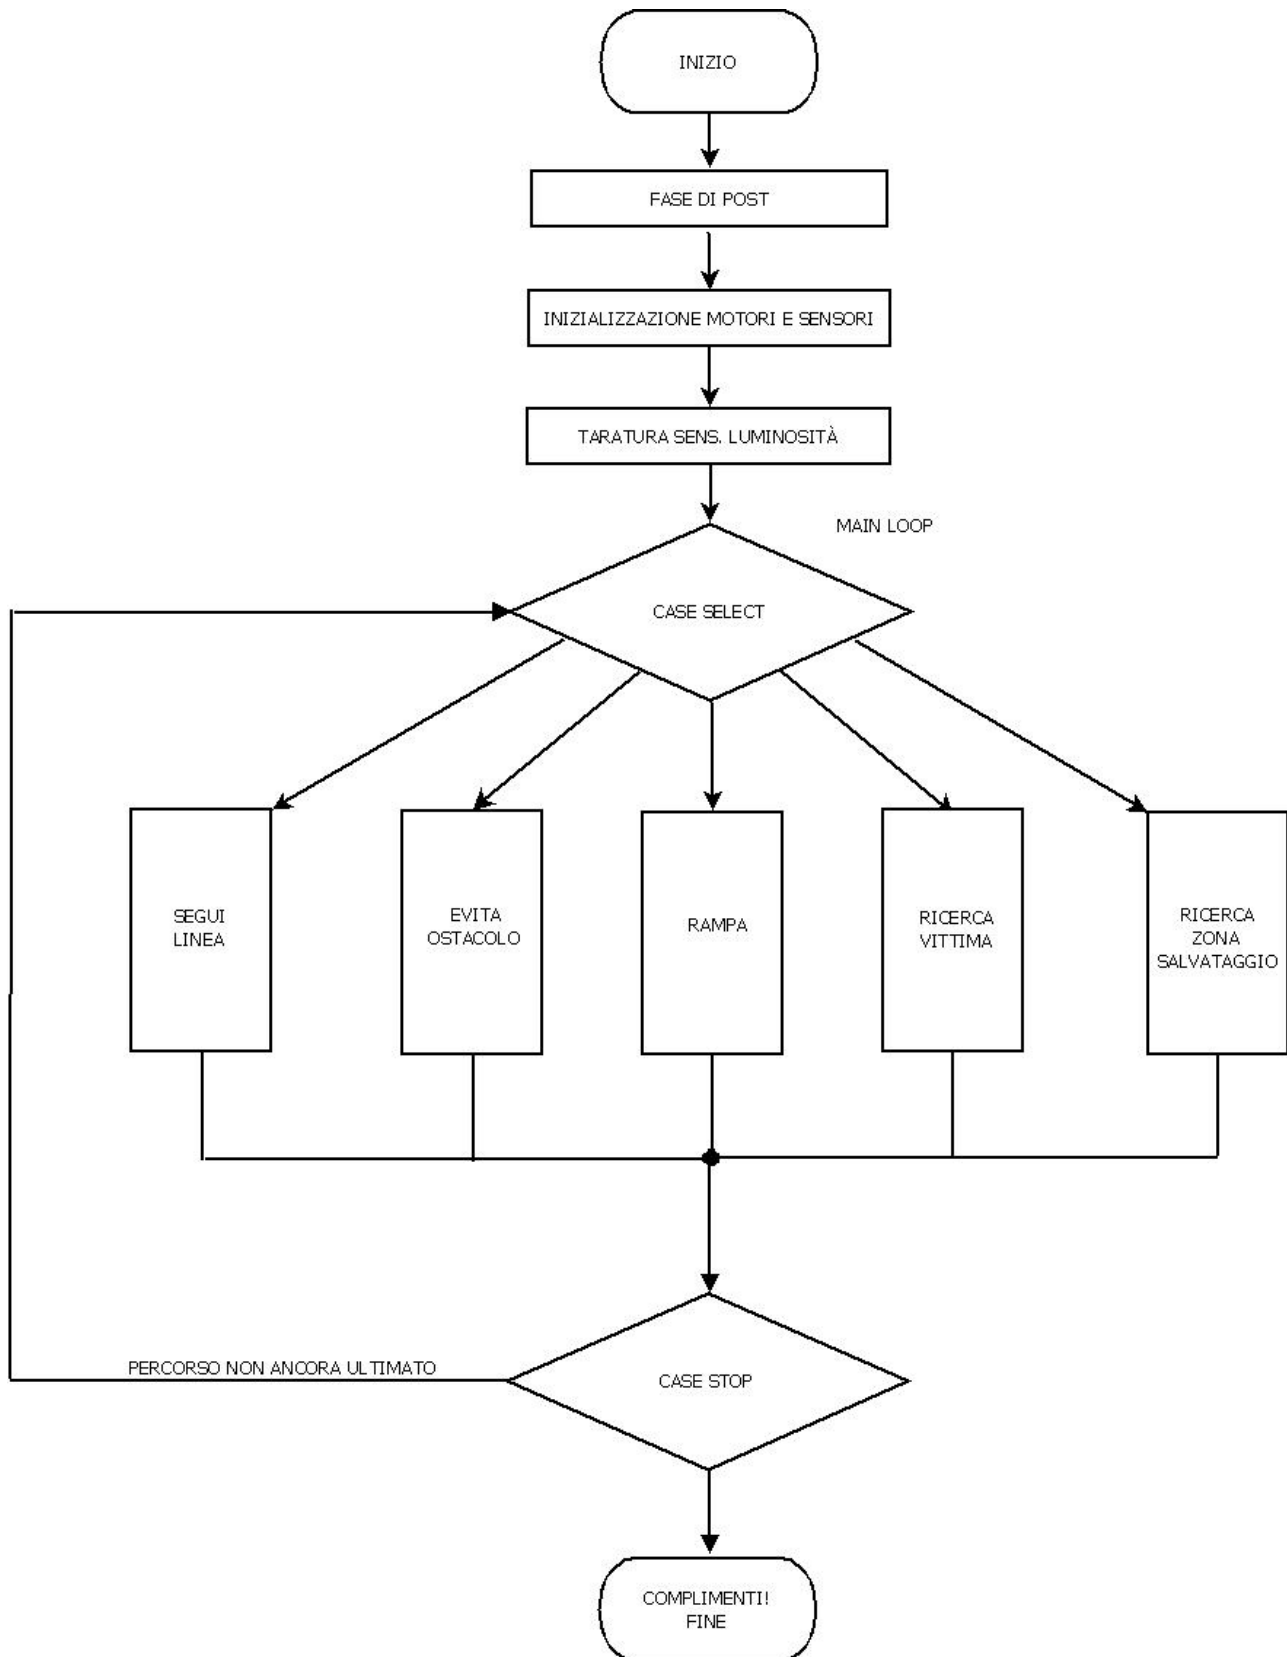 INIZIO
FASE DI POST
INIZIALIZZAZIONE MOTORI E SENSORI
TARATURA SENS. LUMINOSITÀ
MAIN LOOP
CASE SELECT
SEGUI
LINEA
EVITA
OSTACOLO
RAMPA
RICERCA
VITTIMA
RICERCA
ZONA
SALVATAGGIO
PERCORSO NON ANCORA ULTIMATO
CASE STOP
COMPLIMENTI!
FINE